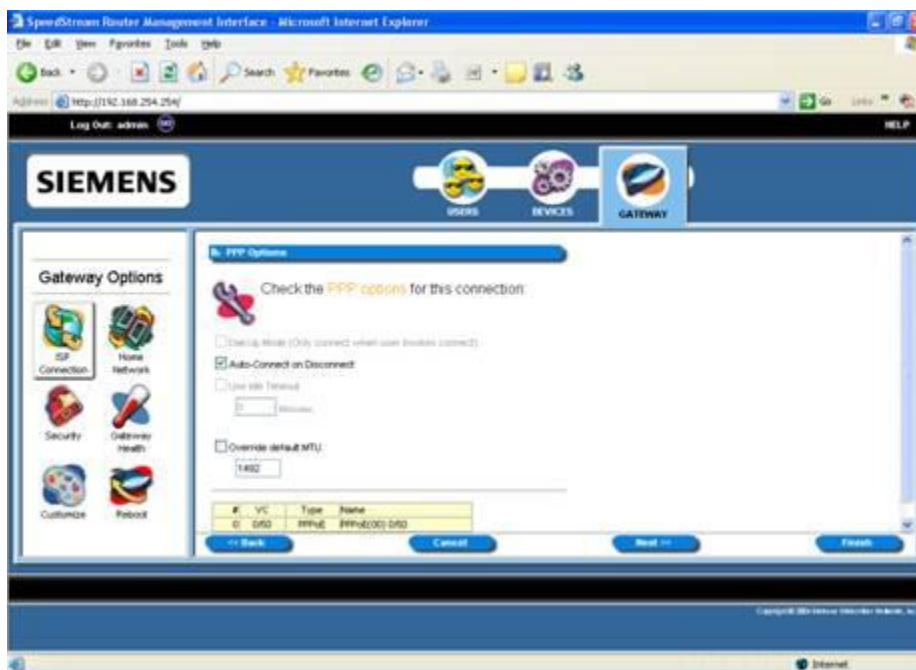 SpeedStream Router Management Interface - Microsoft Internet Explorer
File Edit View Favorites Tools Help
Back Search Favorites
Address http://192.168.254.254/ Go Links
Log Out: admin HELP
SIEMENS
USERS DEVICES GATEWAY
PPP Options
Gateway Options
Check the PPP options for this connection:
Dial-Up Mode (Only connect when user invokes connect)
ISP Connection
Home Network
Auto-Connect on Disconnect
Use Idle Timeout
0 Minutes
Security
Gateway Health
Override default MTU:
1492
Customize
Reboot
# VC Type Name
0 0/50 PPPoE PPPoE(00) 0/50
<< Back Cancel Next >> Finish
Internet